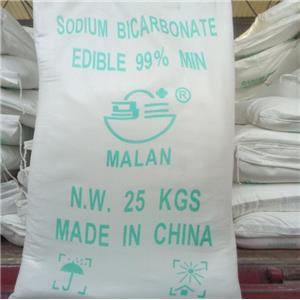 SODIUM BICARBONATE
EDIBLE 99% MIN
®
MALAN
N.W. 25 KGS
MADE IN CHINA